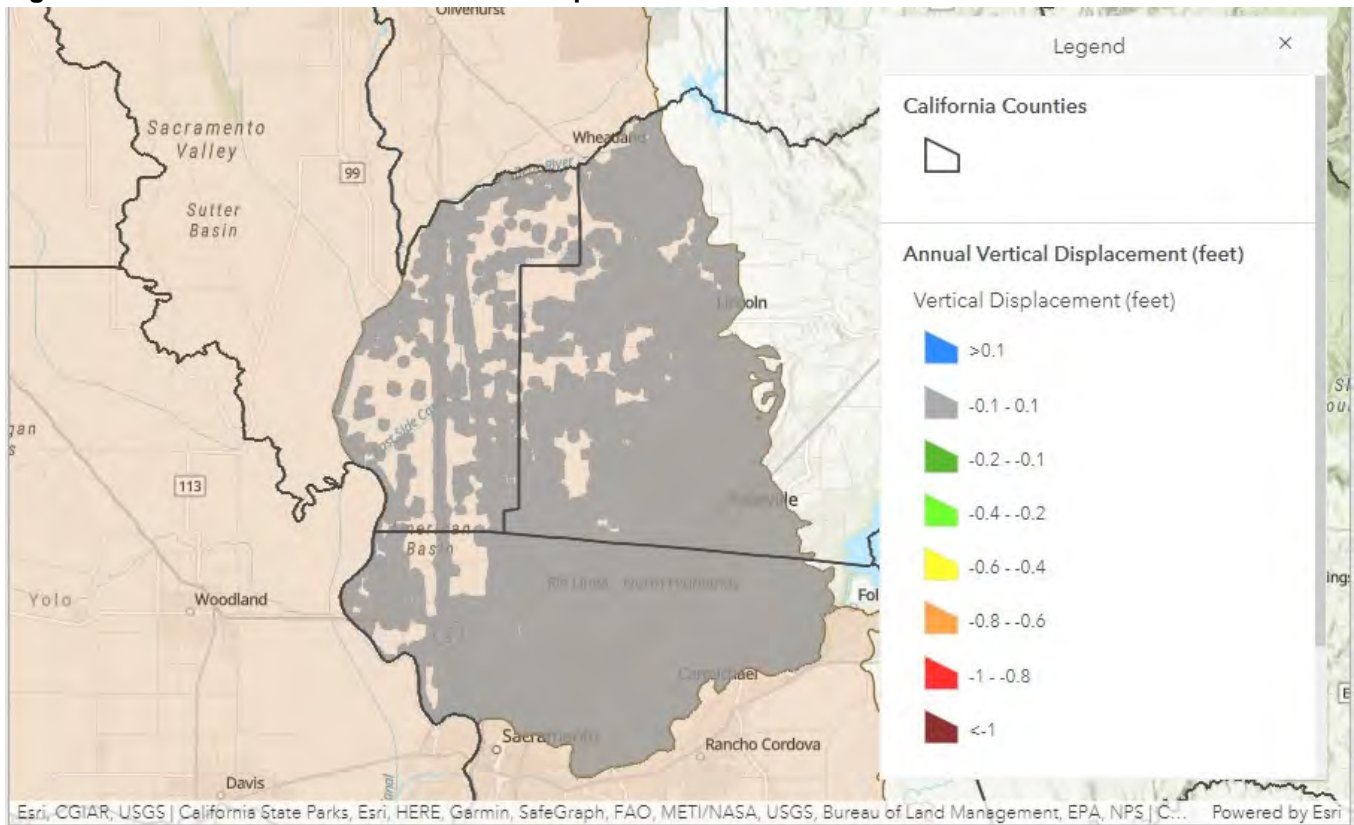 Olivehurst
Sacramento
Valley
Wheatland
River
99
Sutter
Basin
Lincoln
113
American
Basin
Yolo
Woodland
Fol
Carmichael
Sacramento
Rancho Cordova
Davis
Legend
×
California Counties
Annual Vertical Displacement (feet)
Vertical Displacement (feet)
>0.1
-0.1 - 0.1
-0.2 - -0.1
-0.4 - -0.2
-0.6 - -0.4
-0.8 - -0.6
-1 - -0.8
<-1
Esri, CGIAR, USGS | California State Parks, Esri, HERE, Garmin, SafeGraph, FAO, METI/NASA, USGS, Bureau of Land Management, EPA, NPS | C... Powered by Esri